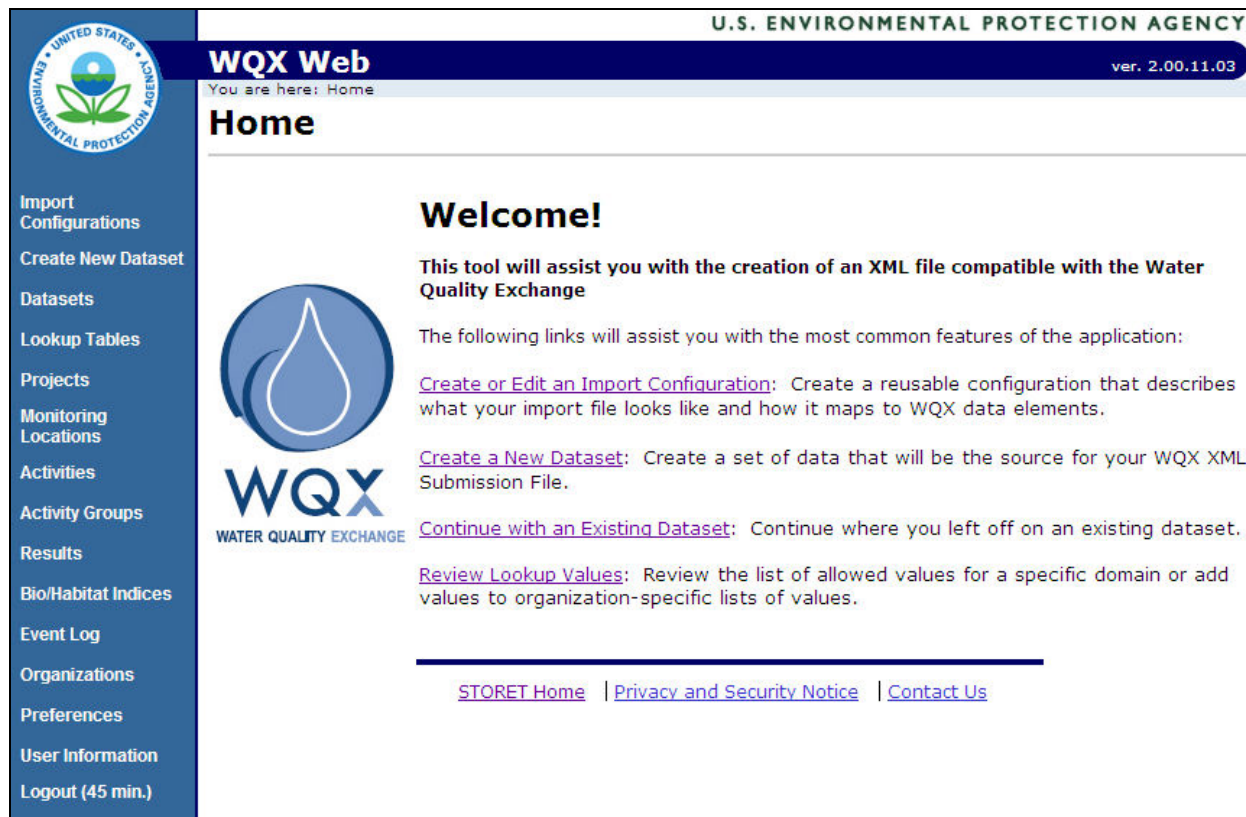 U.S. ENVIRONMENTAL PROTECTION AGENCY
UNITED STATES
ENVIRONMENTAL PROTECTION AGENCY
WQX Web
ver. 2.00.11.03
You are here: Home
Home
Import
Configurations
Create New Dataset
Datasets
Lookup Tables
Projects
Monitoring
Locations
Activities
Activity Groups
Results
Bio/Habitat Indices
Event Log
Organizations
Preferences
User Information
Logout (45 min.)
WQX
WATER QUALITY EXCHANGE
Welcome!
This tool will assist you with the creation of an XML file compatible with the Water
Quality Exchange
The following links will assist you with the most common features of the application:
Create or Edit an Import Configuration: Create a reusable configuration that describes
what your import file looks like and how it maps to WQX data elements.
Create a New Dataset: Create a set of data that will be the source for your WQX XML
Submission File.
Continue with an Existing Dataset: Continue where you left off on an existing dataset.
Review Lookup Values: Review the list of allowed values for a specific domain or add
values to organization-specific lists of values.
STORET Home | Privacy and Security Notice | Contact Us